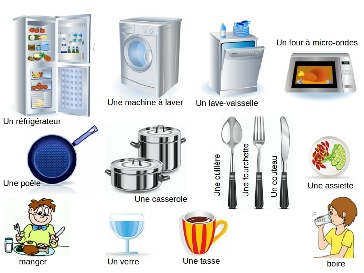 Un four à micro-ondes
Une machine à laver
Un lave-vaisselle
Un réfrigérateur
Une cuillère
Une fourchette
Un couteau
Une poêle
Une casserole
Une assiette
manger
Un verre
Une tasse
boire